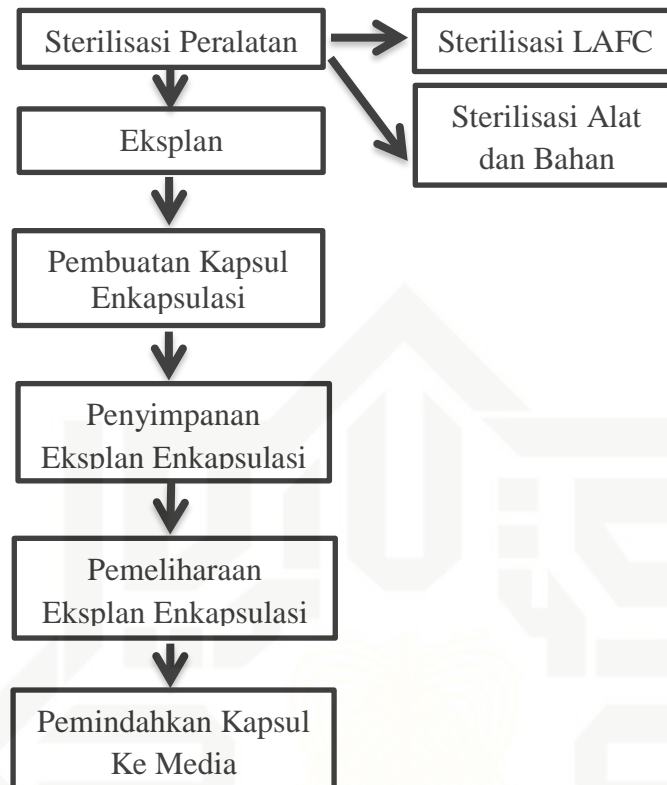 Sterilisasi Peralatan
Sterilisasi LAFC
Sterilisasi Alat
dan Bahan
Eksplan
Pembuatan Kapsul
Enkapsulasi
Penyimpanan
Eksplan Enkapsulasi
Pemeliharaan
Eksplan Enkapsulasi
Pemindahkan Kapsul
Ke Media